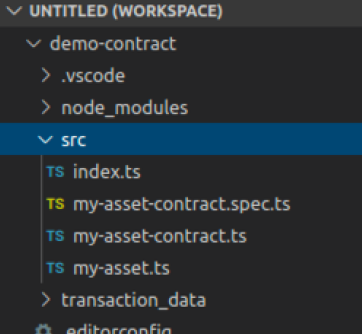 UNTITLED (WORKSPACE)
demo-contract
.vscode
node_modules
src
TS index.ts
TS my-asset-contract.spec.ts
TS my-asset-contract.ts
TS my-asset.ts
transaction_data
.editorconfig